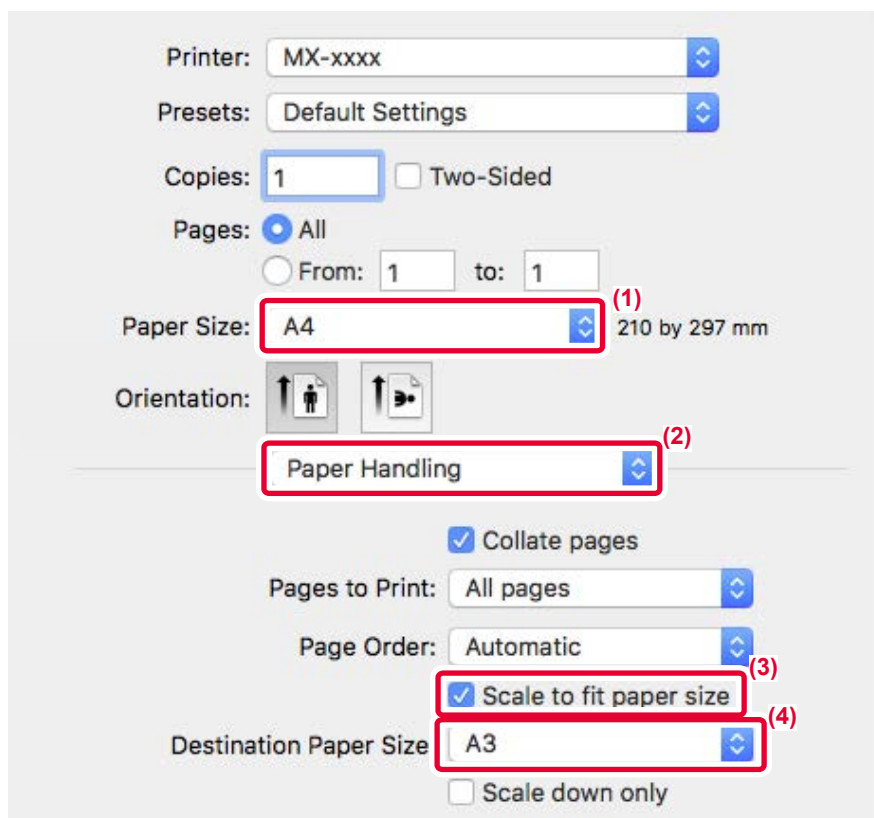 Printer: MX-xxxx
Presets: Default Settings
Copies: 1 Two-Sided
Pages: All
From: 1 to: 1
(1)
Paper Size: A4 210 by 297 mm
Orientation:
(2)
Paper Handling
Collate pages
Pages to Print: All pages
Page Order: Automatic
(3)
Scale to fit paper size
(4)
Destination Paper Size A3
Scale down only